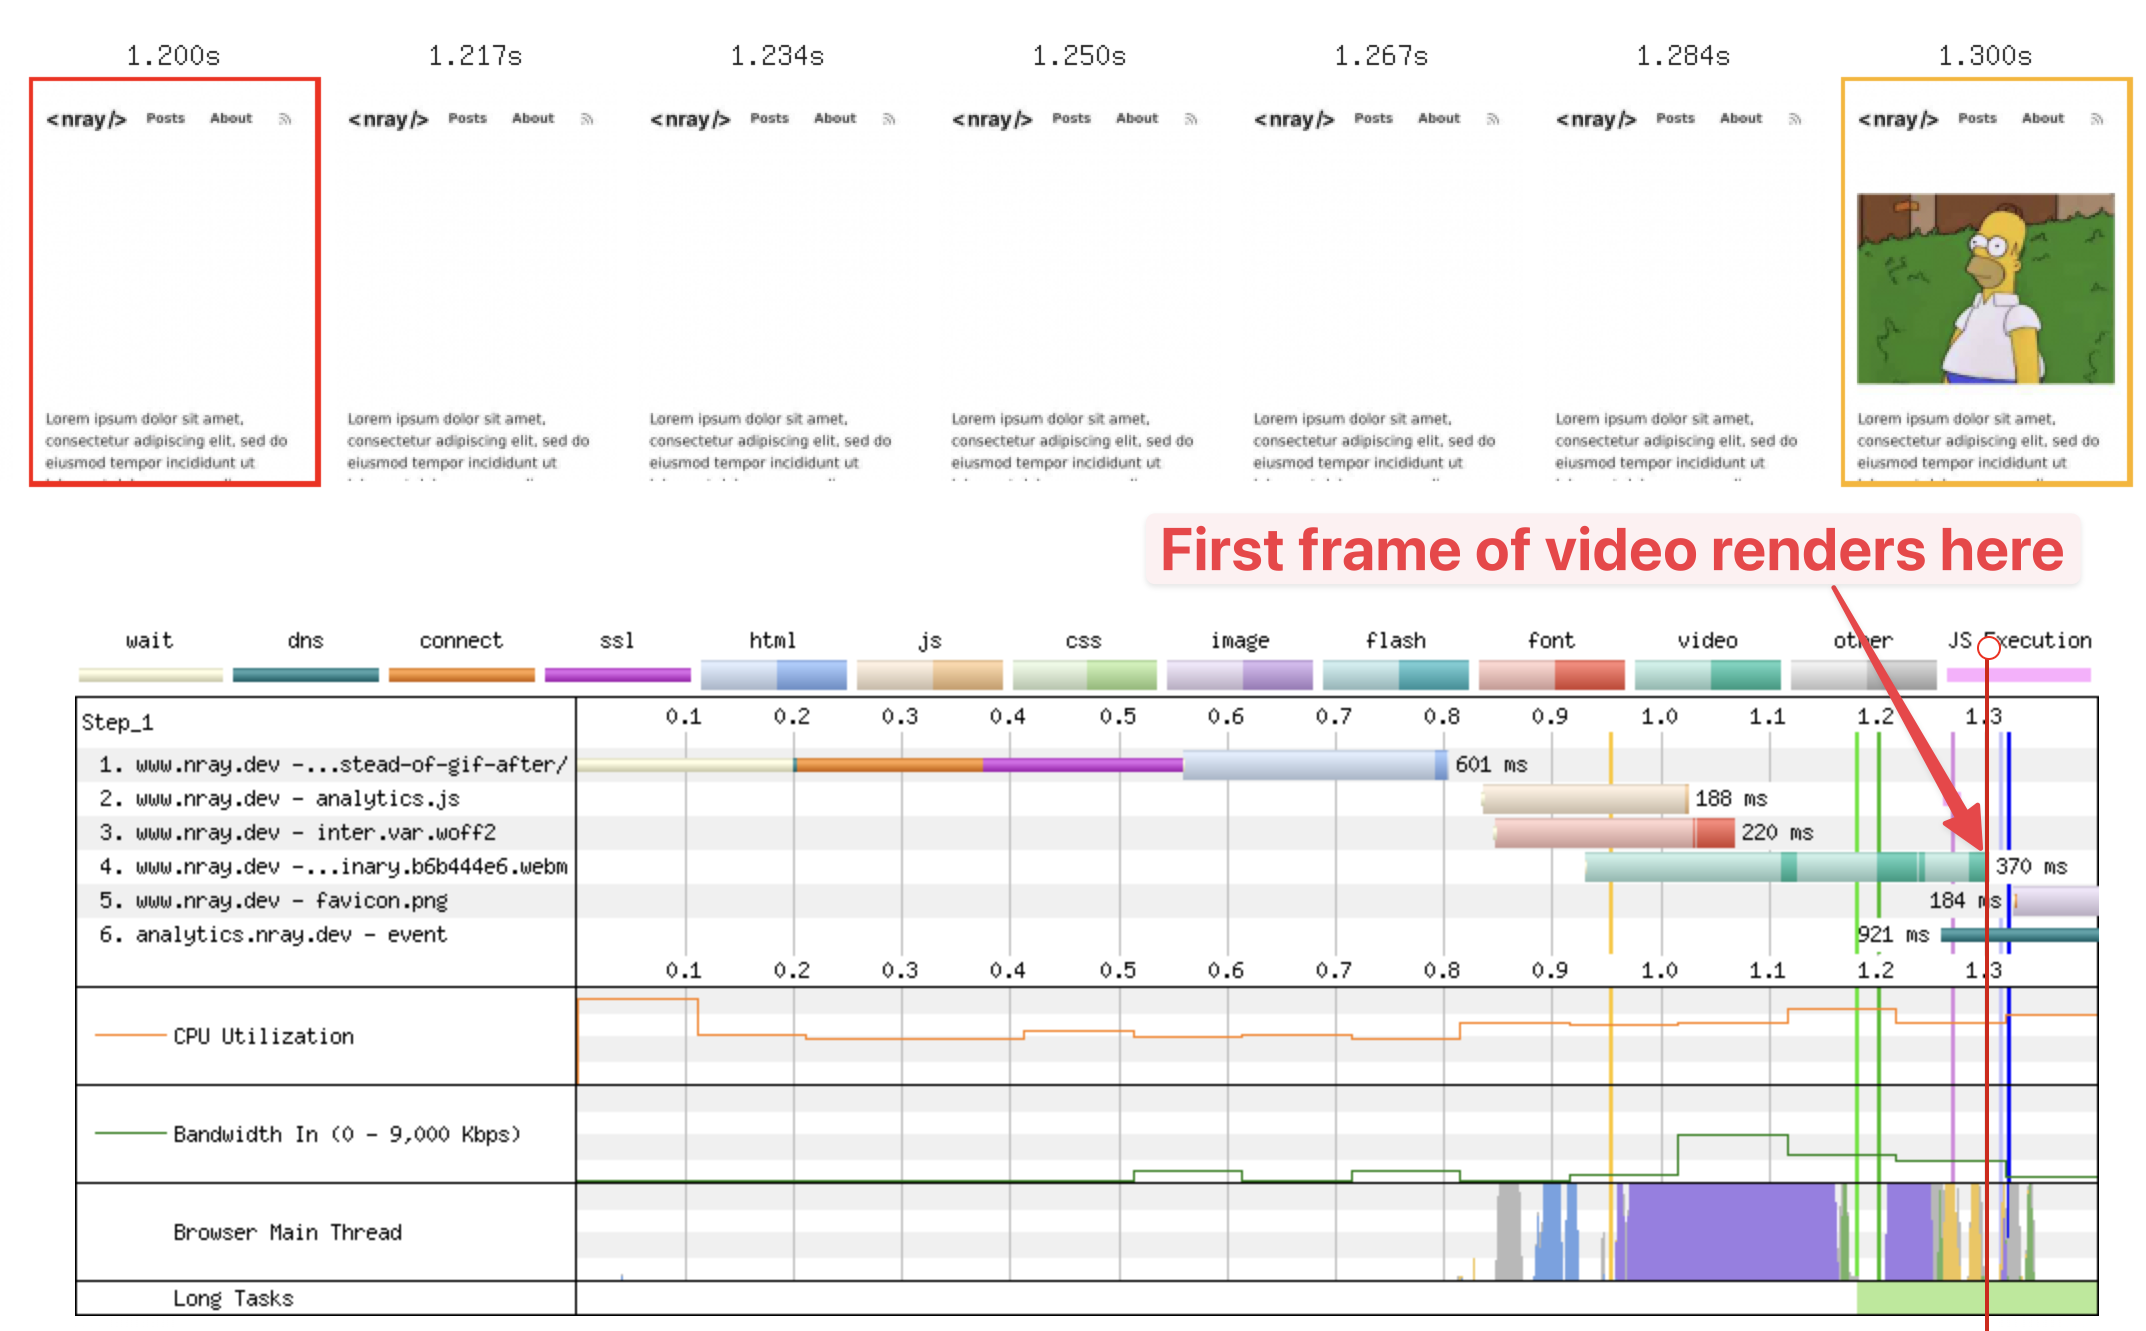 1.200s 1.217s 1.234s 1.250s 1.267s 1.284s 1.300s
<nray/> Posts About <nray/> Posts About <nray/> Posts About <nray/> Posts About <nray/> Posts About <nray/> Posts About <nray/> Posts About
Lorem ipsum dolor sit amet, Lorem ipsum dolor sit amet, Lorem ipsum dolor sit amet, Lorem ipsum dolor sit amet, Lorem ipsum dolor sit amet, Lorem ipsum dolor sit amet, Lorem ipsum dolor sit amet,
consectetur adipiscing elit, sed do consectetur adipiscing elit, sed do consectetur adipiscing elit, sed do consectetur adipiscing elit, sed do consectetur adipiscing elit, sed do consectetur adipiscing elit, sed do consectetur adipiscing elit, sed do
eiusmod tempor incididunt ut eiusmod tempor incididunt ut eiusmod tempor incididunt ut eiusmod tempor incididunt ut eiusmod tempor incididunt ut eiusmod tempor incididunt ut eiusmod tempor incididunt ut
First frame of video renders here
wait dns connect ssl html js css image flash font video other JS Execution
Step_1 0.1 0.2 0.3 0.4 0.5 0.6 0.7 0.8 0.9 1.0 1.1 1.2 1.3
1. www.nray.dev -...stead-of-gif-after/ 601 ms
2. www.nray.dev - analytics.js 188 ms
3. www.nray.dev - inter.var.woff2 220 ms
4. www.nray.dev -...inary.b6b444e6.webm 370 ms
5. www.nray.dev - favicon.png 184 ms
6. analytics.nray.dev - event 921 ms
0.1 0.2 0.3 0.4 0.5 0.6 0.7 0.8 0.9 1.0 1.1 1.2 1.3
CPU Utilization
Bandwidth In (0 - 9,000 Kbps)
Browser Main Thread
Long Tasks